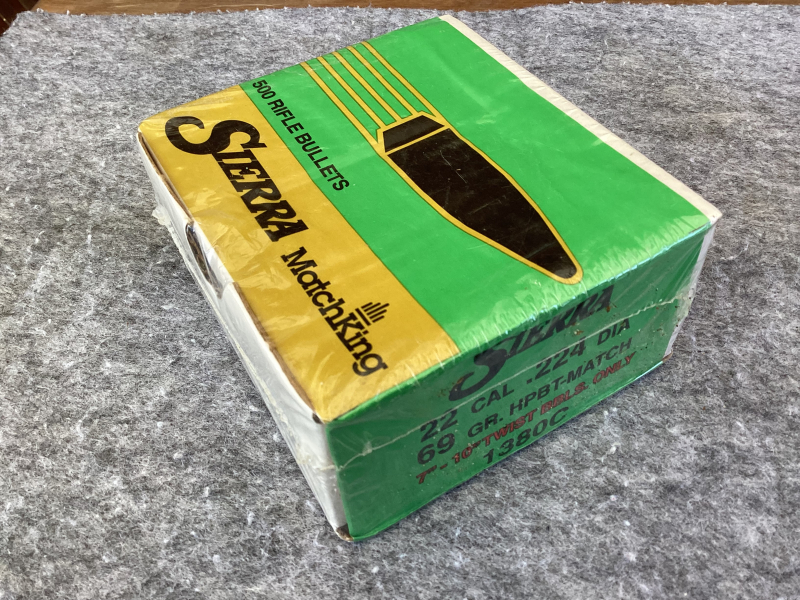 500 RIFLE BULLETS
SIERRA
MatchKing
SIERRA
22 CAL .224 DIA
69 GR. HPBT-MATCH
7" - 10" TWIST BBLS. ONLY
1380C